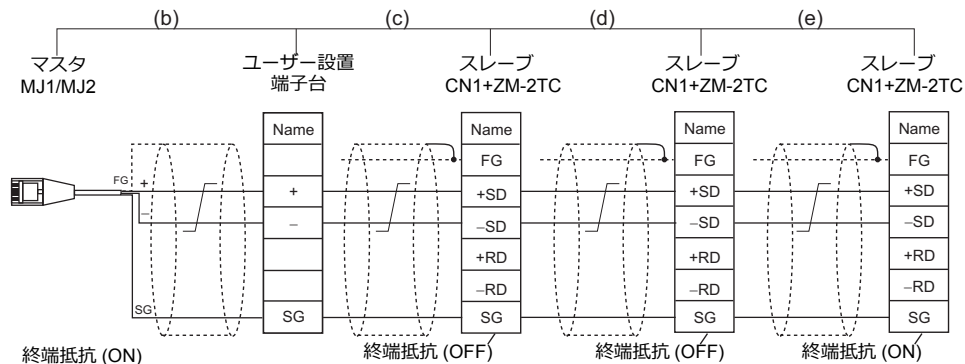 (b)
(c)
(d)
(e)
マスタ
MJ1/MJ2
ユーザー設置
端子台
スレーブ
CN1+ZM-2TC
スレーブ
CN1+ZM-2TC
スレーブ
CN1+ZM-2TC
FG
+
−
SG
Name
+
−
SG
Name
FG
+SD
−SD
+RD
−RD
SG
Name
FG
+SD
−SD
+RD
−RD
SG
Name
FG
+SD
−SD
+RD
−RD
SG
終端抵抗 (ON)
終端抵抗 (OFF)
終端抵抗 (OFF)
終端抵抗 (ON)